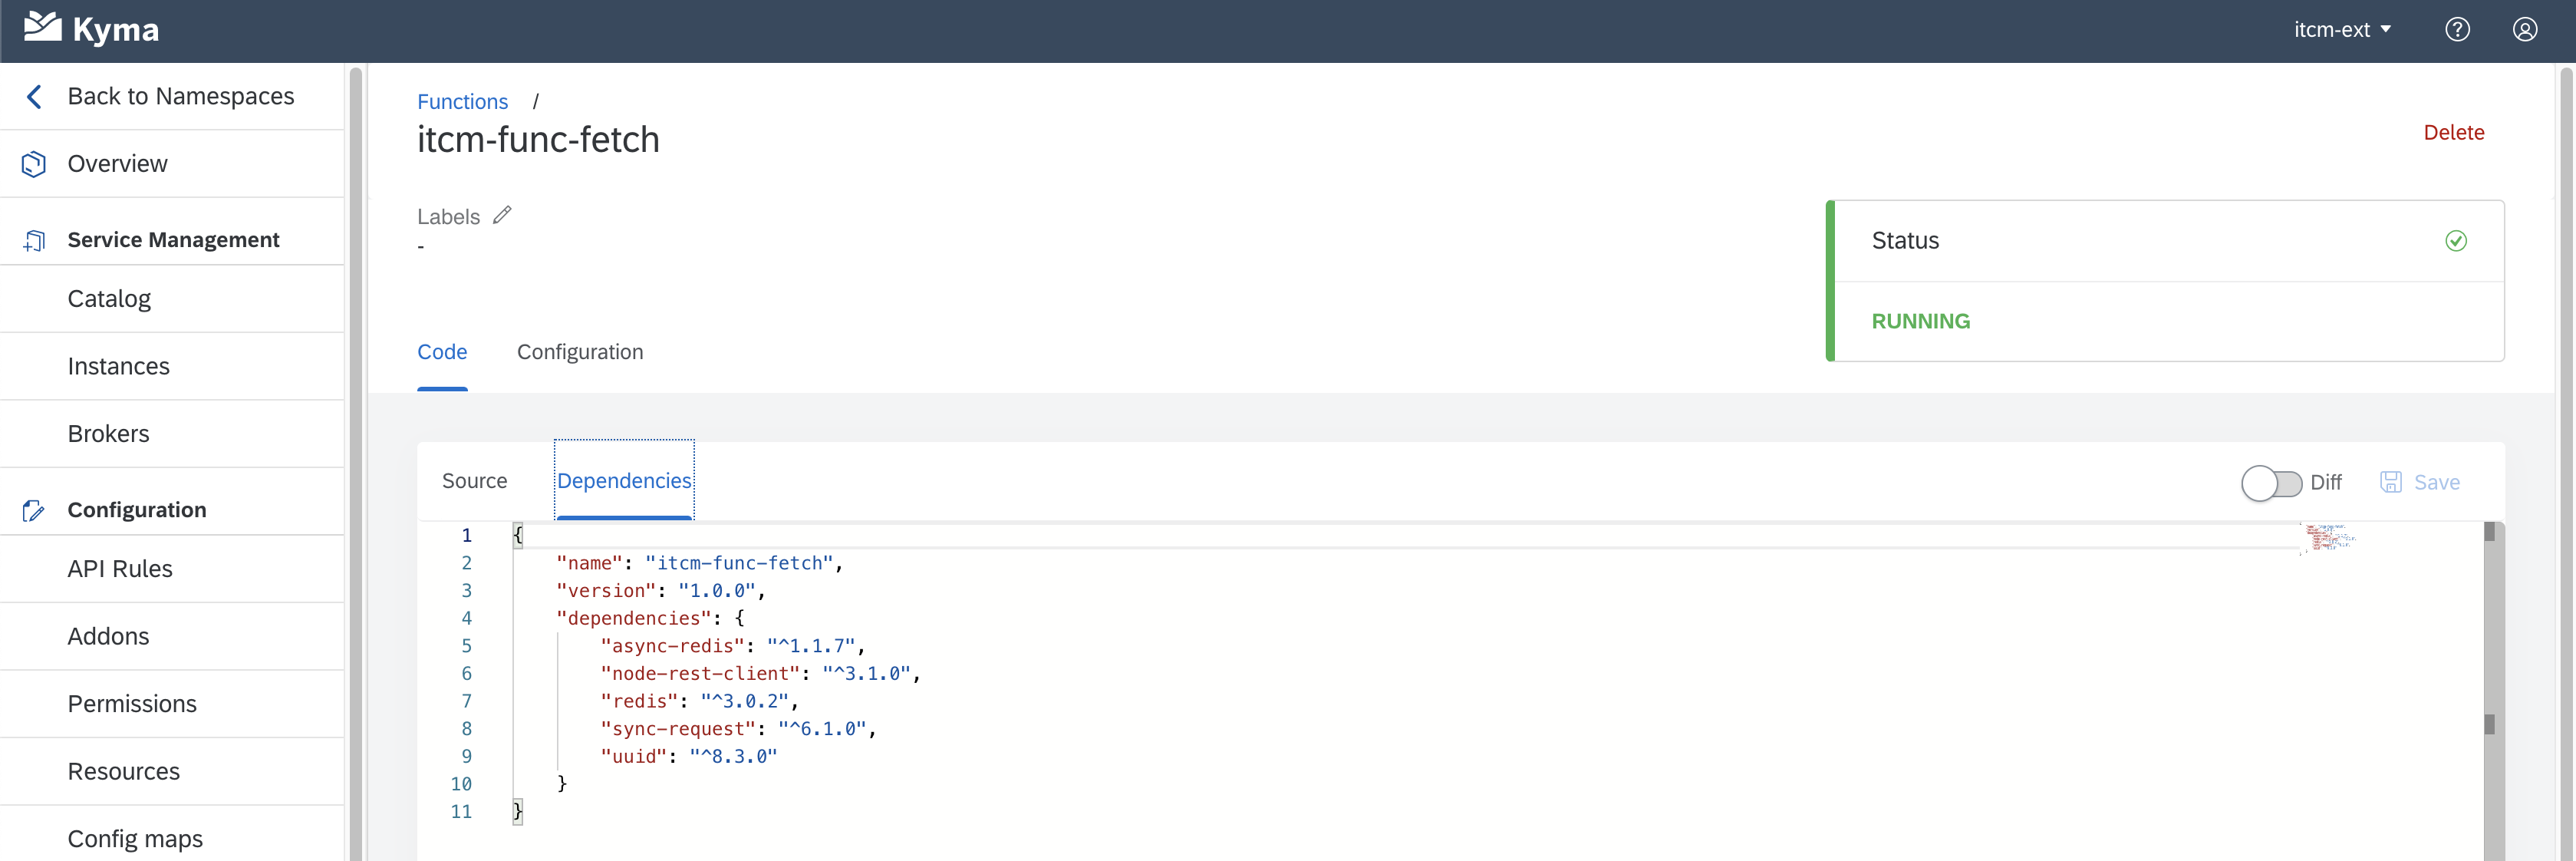 Kyma
itcm-ext
Back to Namespaces
Overview
Service Management
Catalog
Instances
Brokers
Configuration
API Rules
Addons
Permissions
Resources
Config maps
Functions /
itcm-func-fetch
Delete
Labels
-
Status
RUNNING
Code Configuration
Source Dependencies Diff Save
1 {
2 "name": "itcm-func-fetch",
3 "version": "1.0.0",
4 "dependencies": {
5 "async-redis": "^1.1.7",
6 "node-rest-client": "^3.1.0",
7 "redis": "^3.0.2",
8 "sync-request": "^6.1.0",
9 "uuid": "^8.3.0"
10 }
11 }